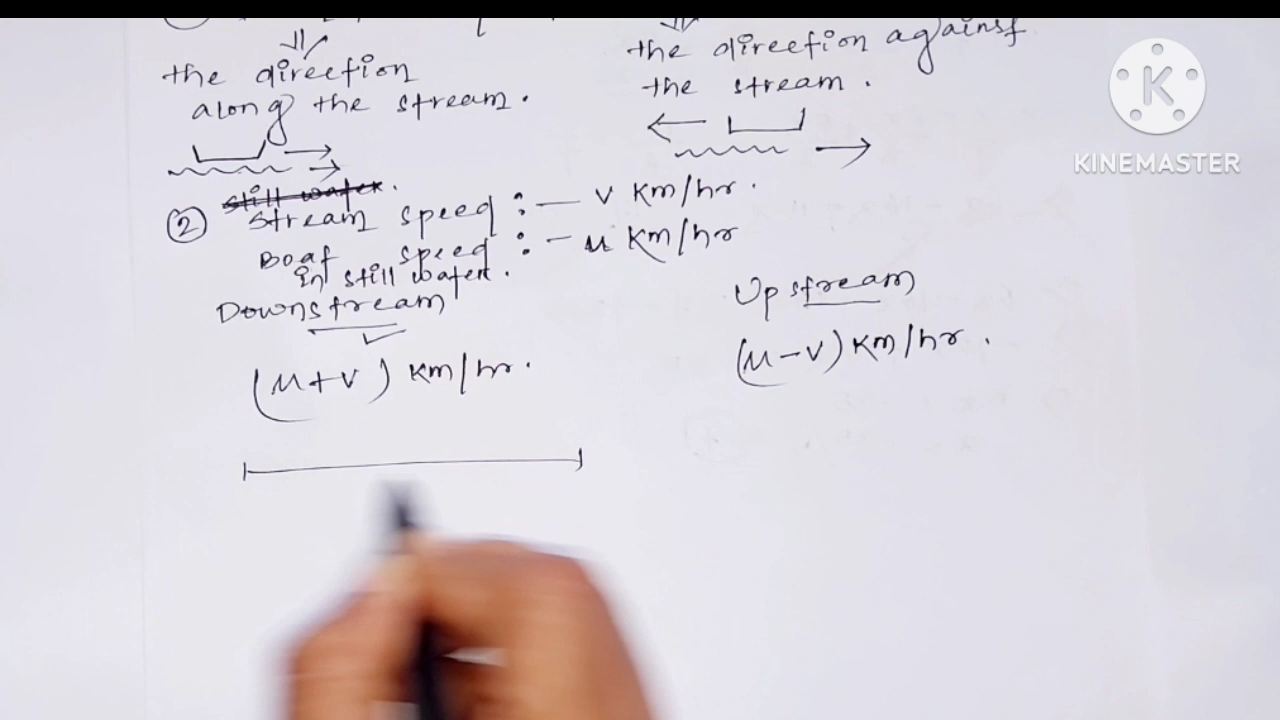 the direction
along the stream.
the direction against
the stream.
still water.
② stream speed :— v km/hr.
Boat speed :— u km/hr
in still water.
Downstream
(u+v) km/hr.
Upstream
(u-v) km/hr.
K
KINEMASTER